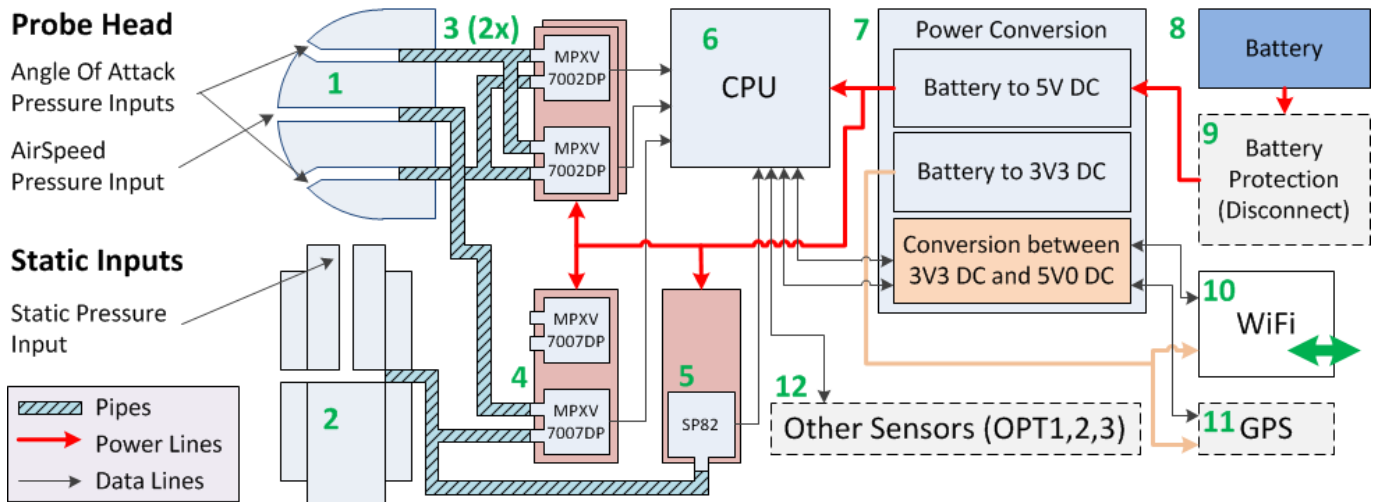 Probe Head
Angle Of Attack
Pressure Inputs
AirSpeed
Pressure Input
1
3 (2x)
MPXV
7002DP
MPXV
7002DP
6
CPU
7
Power Conversion
Battery to 5V DC
Battery to 3V3 DC
Conversion between
3V3 DC and 5V0 DC
8
Battery
9
Battery
Protection
(Disconnect)
Static Inputs
Static Pressure
Input
2
4
MPXV
7007DP
MPXV
7007DP
5
SP82
10
WiFi
11
GPS
12
Other Sensors (OPT1,2,3)
Pipes
Power Lines
Data Lines